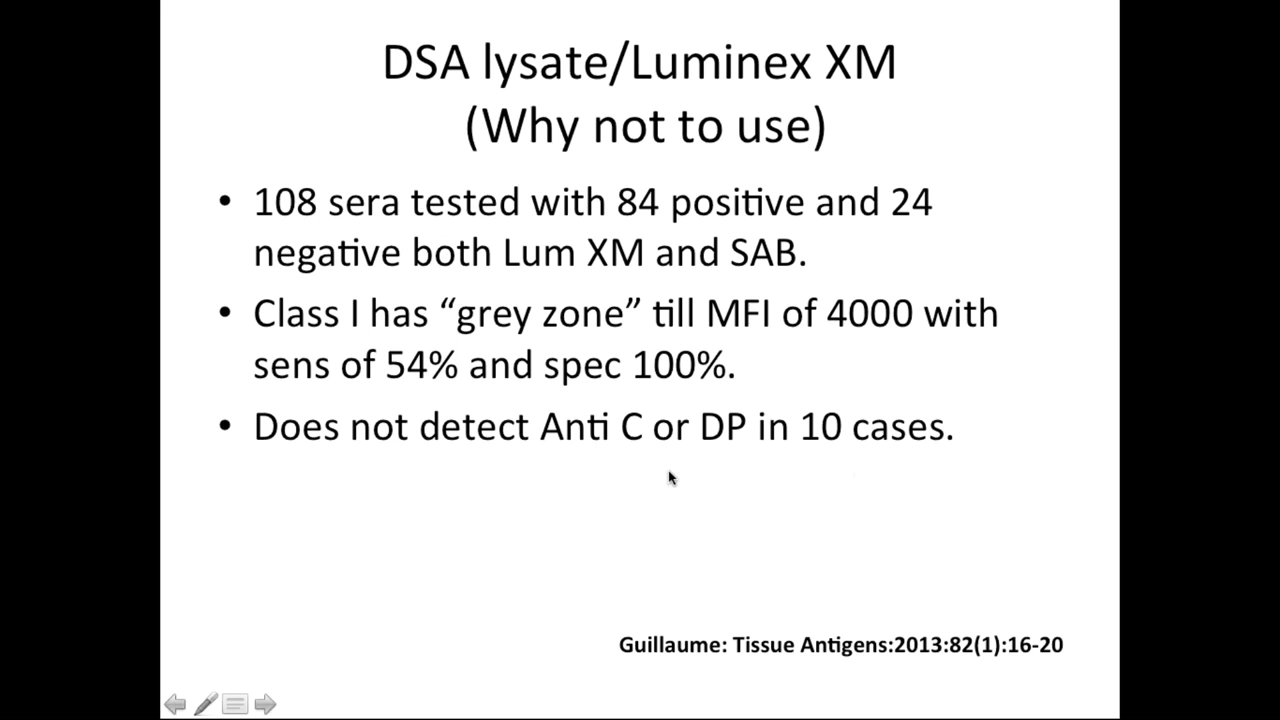 DSA lysate/Luminex XM
(Why not to use)
• 108 sera tested with 84 positive and 24
negative both Lum XM and SAB.
• Class I has “grey zone” till MFI of 4000 with
sens of 54% and spec 100%.
• Does not detect Anti C or DP in 10 cases.
Guillaume: Tissue Antigens:2013:82(1):16-20